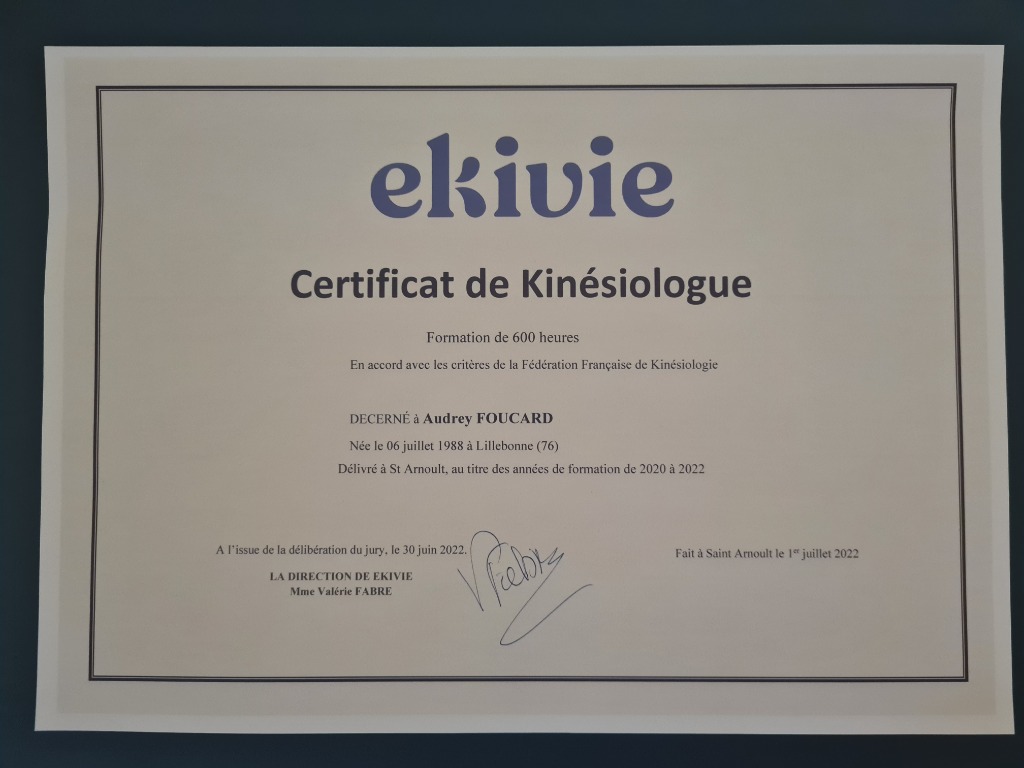 ekivie
Certificat de Kinésiologue
Formation de 600 heures
En accord avec les critères de la Fédération Française de Kinésiologie
DECERNÉ à Audrey FOUCARD
Née le 06 juillet 1988 à Lillebonne (76)
Délivré à St Arnoult, au titre des années de formation de 2020 à 2022
A l'issue de la délibération du jury, le 30 juin 2022.
Fait à Saint Arnoult le 1er juillet 2022
LA DIRECTION DE EKIVIE
Mme Valérie FABRE